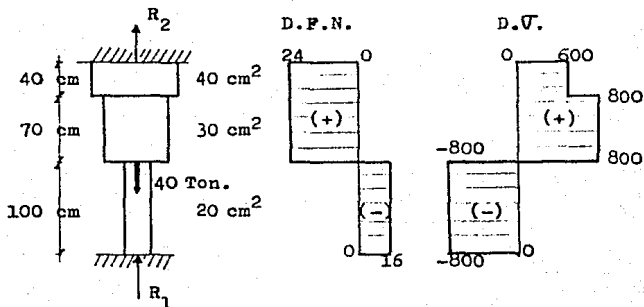 R2
D.F.N.
D.σ.
24 0
0 600
40 cm
40 cm2
70 cm
30 cm2
(+)
800
(+)
-800
800
40 Ton.
100 cm
20 cm2
(-)
(-)
0 16
-800 0
R1